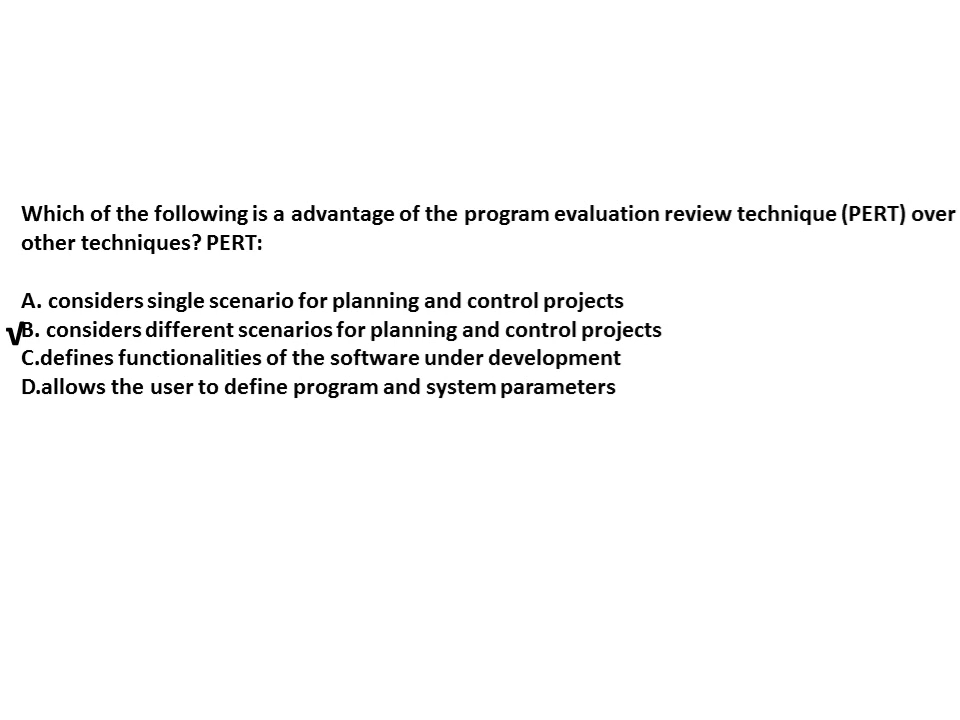 Which of the following is a advantage of the program evaluation review technique (PERT) over
other techniques? PERT:
A. considers single scenario for planning and control projects
√B. considers different scenarios for planning and control projects
C.defines functionalities of the software under development
D.allows the user to define program and system parameters